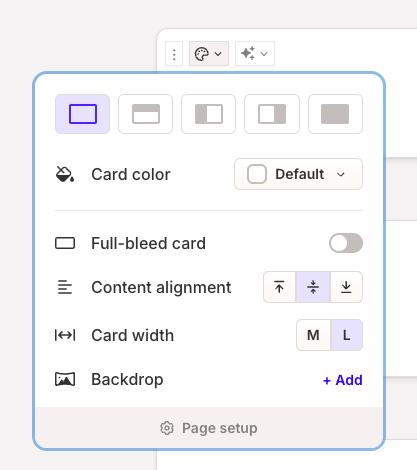 Card color
Default
Full-bleed card
Content alignment
Card width
M
L
Backdrop
+ Add
Page setup